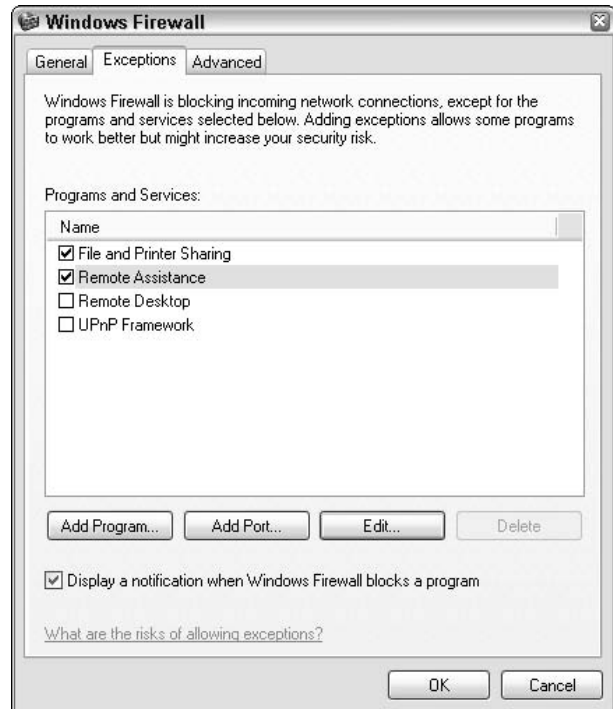 Windows Firewall
General Exceptions Advanced
Windows Firewall is blocking incoming network connections, except for the
programs and services selected below. Adding exceptions allows some programs
to work better but might increase your security risk.
Programs and Services:
Name
File and Printer Sharing
Remote Assistance
Remote Desktop
UPnP Framework
Add Program... Add Port... Edit... Delete
Display a notification when Windows Firewall blocks a program
What are the risks of allowing exceptions?
OK Cancel